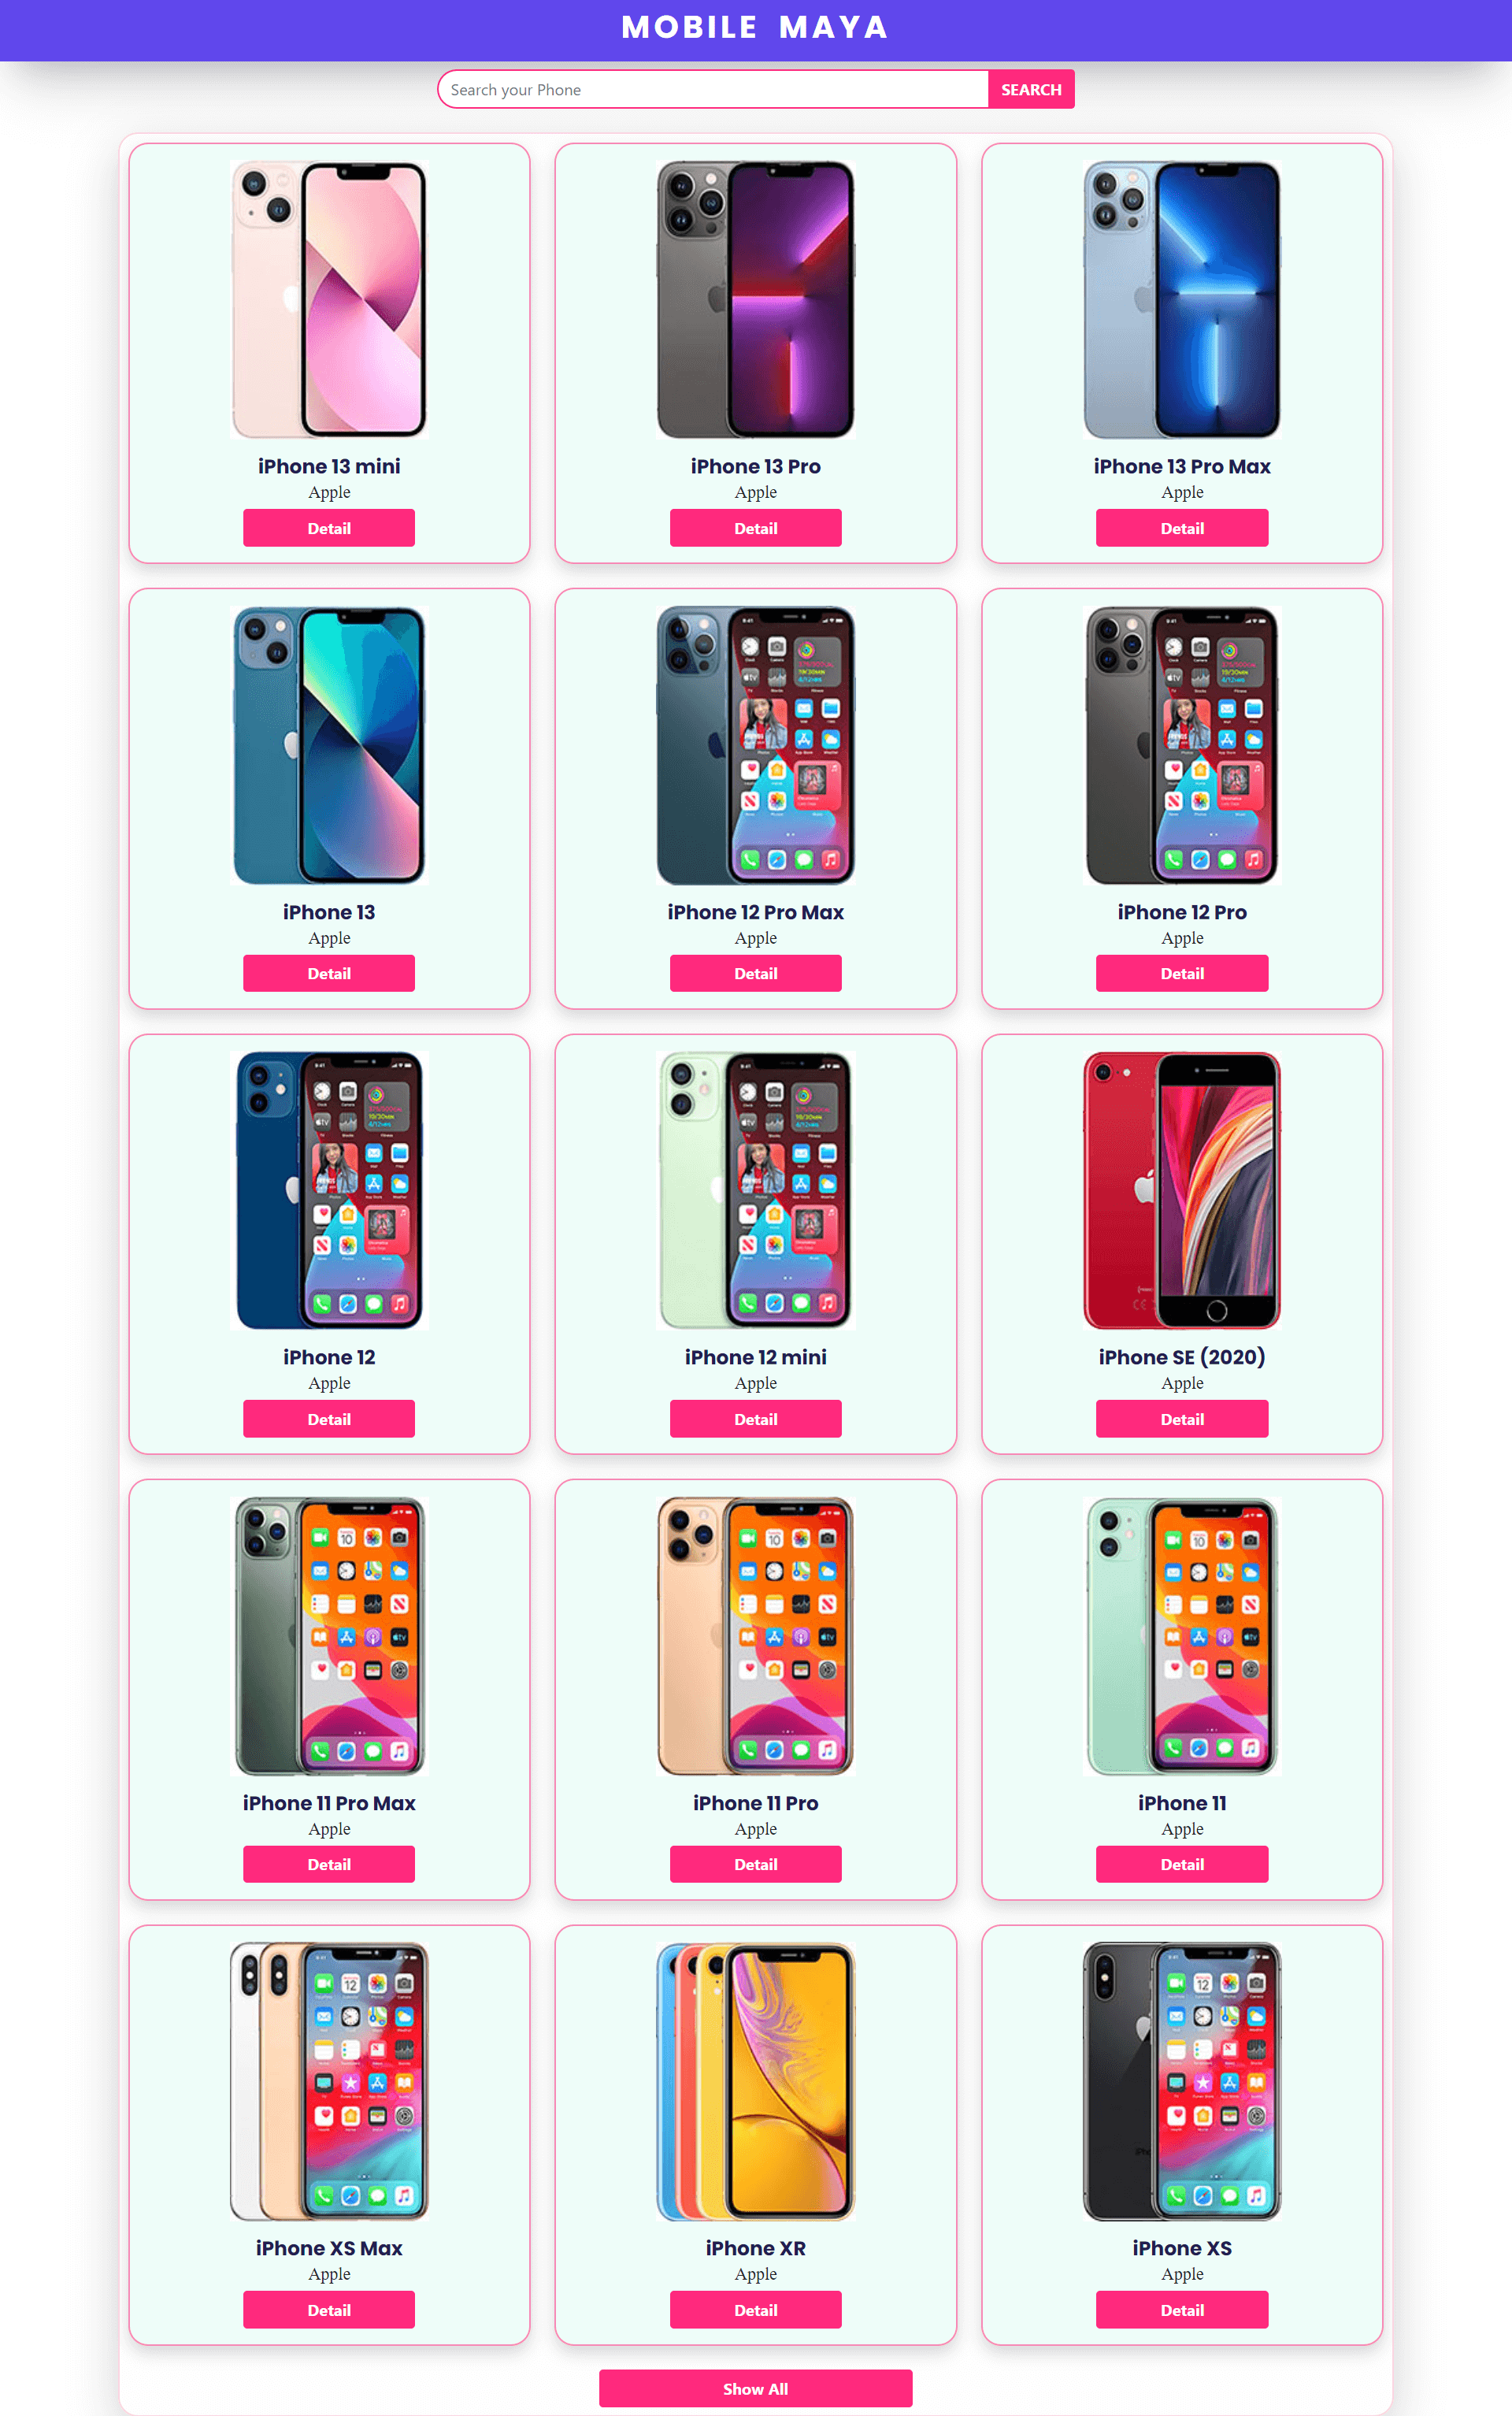 MOBILE MAYA
Search your Phone
SEARCH
iPhone 13 mini
Apple
Detail
iPhone 13 Pro
Apple
Detail
iPhone 13 Pro Max
Apple
Detail
iPhone 13
Apple
Detail
iPhone 12 Pro Max
Apple
Detail
iPhone 12 Pro
Apple
Detail
iPhone 12
Apple
Detail
iPhone 12 mini
Apple
Detail
iPhone SE (2020)
Apple
Detail
iPhone 11 Pro Max
Apple
Detail
iPhone 11 Pro
Apple
Detail
iPhone 11
Apple
Detail
iPhone XS Max
Apple
Detail
iPhone XR
Apple
Detail
iPhone XS
Apple
Detail
Show All